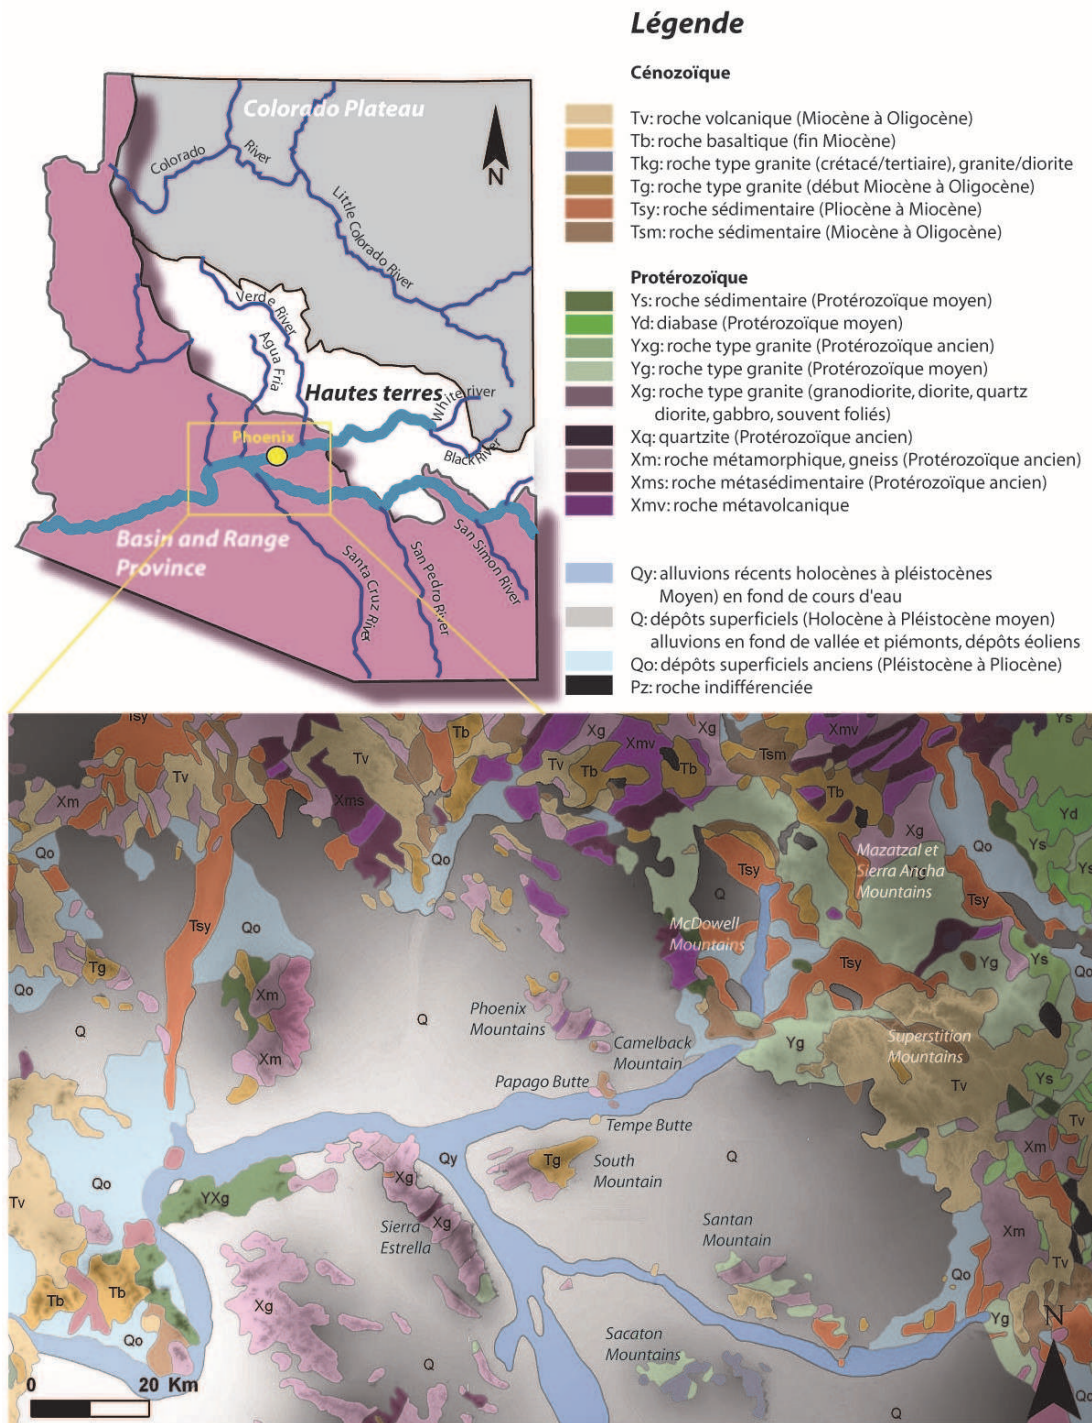 Légende
Cénozoïque
Tv: roche volcanique (Miocène à Oligocène)
Tb: roche basaltique (fin Miocène)
Tkg: roche type granite (crétacé/tertiaire), granite/diorite
Tg: roche type granite (début Miocène à Oligocène)
Tsy: roche sédimentaire (Pliocène à Miocène)
Tsm: roche sédimentaire (Miocène à Oligocène)
Protérozoïque
Ys: roche sédimentaire (Protérozoïque moyen)
Yd: diabase (Protérozoïque moyen)
Yxg: roche type granite (Protérozoïque ancien)
Yg: roche type granite (Protérozoïque moyen)
Xg: roche type granite (granodiorite, diorite, quartz
diorite, gabbro, souvent foliés)
Xq: quartzite (Protérozoïque ancien)
Xm: roche métamorphique, gneiss (Protérozoïque ancien)
Xms: roche métasédimentaire (Protérozoïque ancien)
Xmv: roche métavolcanique
Qy: alluvions récents holocènes à pléistocènes
Moyen) en fond de cours d'eau
Q: dépôts superficiels (Holocène à Pléistocène moyen)
alluvions en fond de vallée et piémonts, dépôts éoliens
Qo: dépôts superficiels anciens (Pléistocène à Pliocène)
Pz: roche indifférenciée
Colorado Plateau
N
Colorado
River
Little Colorado River
Verde River
Agua Fria
Hautes terres
White river
Black River
Phoenix
Basin and Range
Province
Santa Cruz River
San Pedro River
San Simon River
Tsy
Tb
Xg
Xmv
Xg
Xmv
Ys
Tv
Tv
Tv
Tb
Tb
Tsm
Tb
Xm
Xms
Yd
Qo
Qo
Xg
Qo
Ys
Ys
Mazatzal et
Sierra Ancha
Mountains
Tsy
Q
Tsy
Tsy
Qo
McDowell
Mountains
Tg
Qo
Xm
Tsy
Yg
Ys
Qo
Q
Q
Phoenix
Mountains
Xm
Camelback
Mountain
Yg
Superstition
Mountains
Papago Butte
Tv
Ys
Tempe Butte
Tv
Xm
Qo
Tv
YXg
Xg
Qy
Tg
South
Mountain
Q
Sierra
Estrella
Xg
Santan
Mountain
Xm
Tv
Qo
Tb
Tb
Xg
Yg
N
Qo
Q
Sacaton
Mountains
0 20 Km
Q
Qo